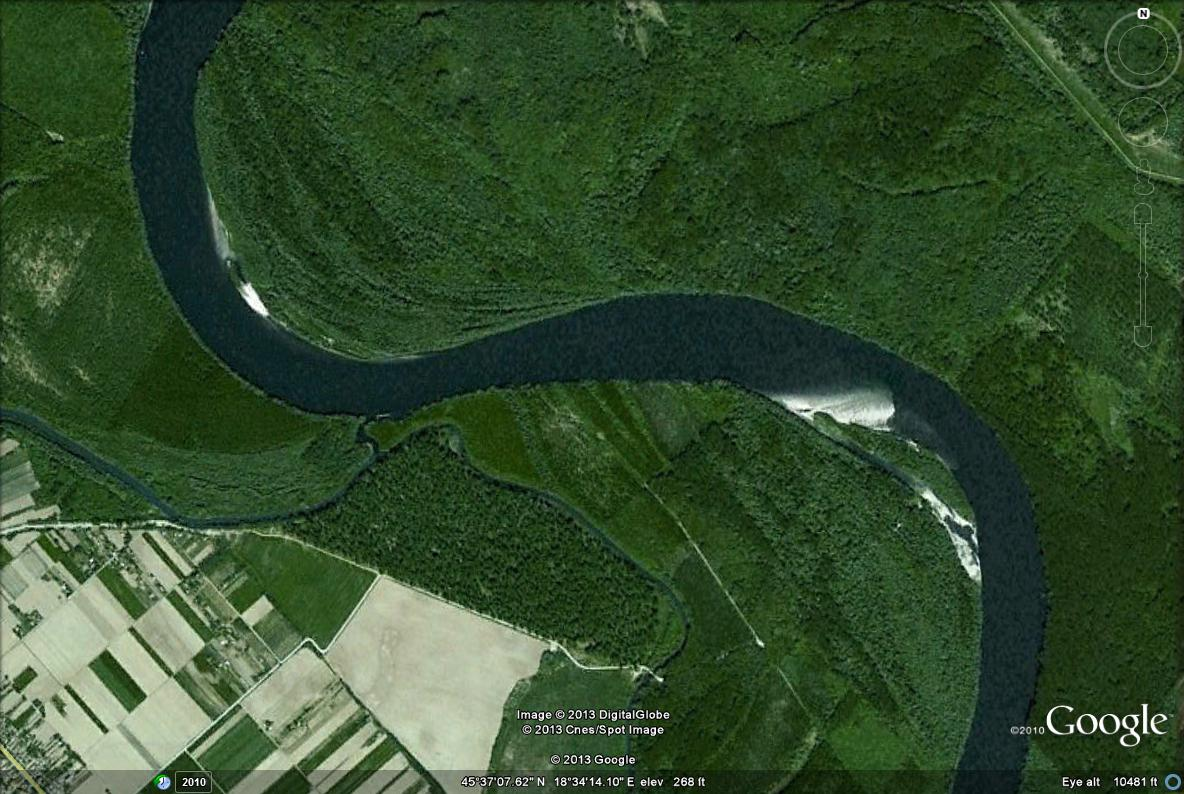 N
Image © 2013 DigitalGlobe
© 2013 Cnes/Spot Image
© 2013 Google
©2010 Google
2010
45°37'07.62" N 18°34'14.10" E elev 268 ft
Eye alt 10481 ft